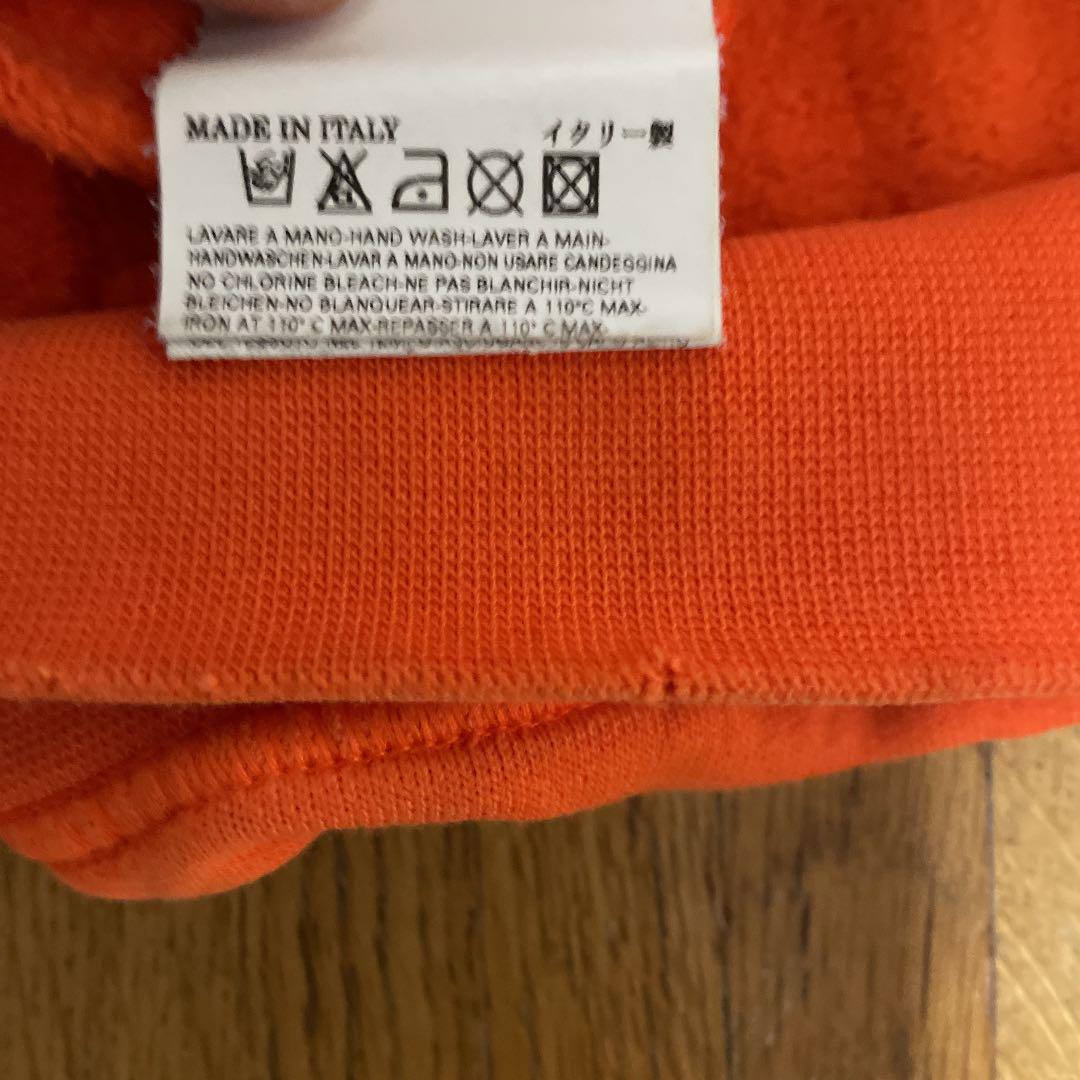 MADE IN ITALY イタリー製
LAVARE A MANO-HAND WASH-LAVER A MAIN-
HANDWASCHEN-LAVAR A MANO-NON USARE CANDEGGINA
NO CHLORINE BLEACH-NE PAS BLANCHIR-NICHT
BLEICHEN-NO BLANQUEAR-STIRARE A 110°C MAX-
IRON AT 110° C MAX-REPASSER A 110° C MAX-